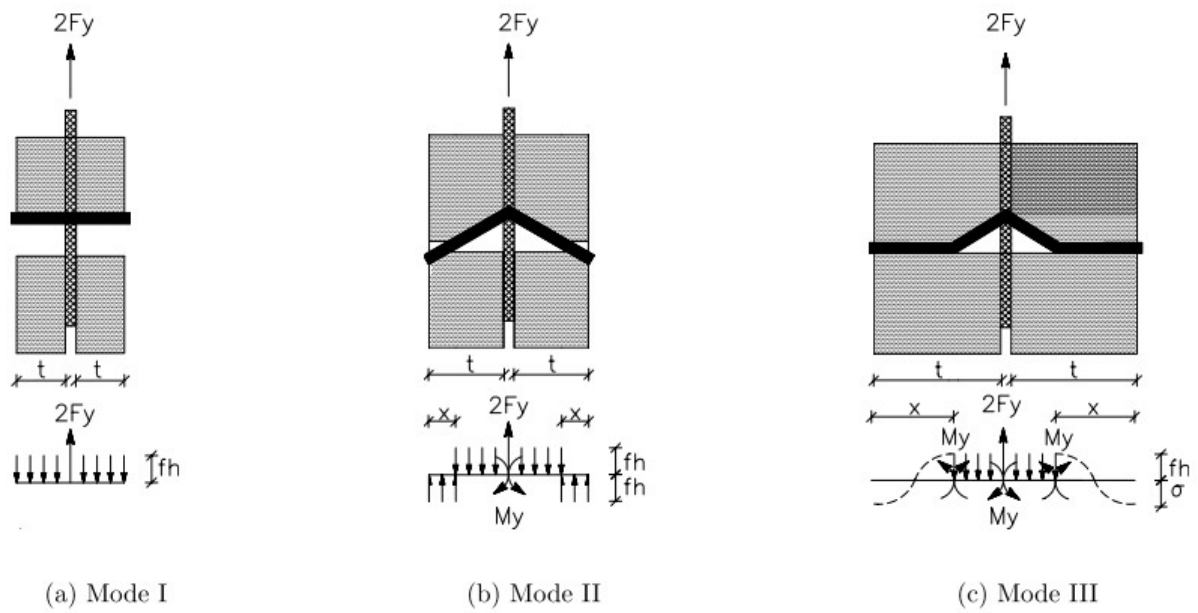 2Fy
2Fy
2Fy
t t
t t
t t
2Fy
fh
x 2Fy x
fh
fh
My
x 2Fy x
My My
fh
σ
My
(a) Mode I
(b) Mode II
(c) Mode III